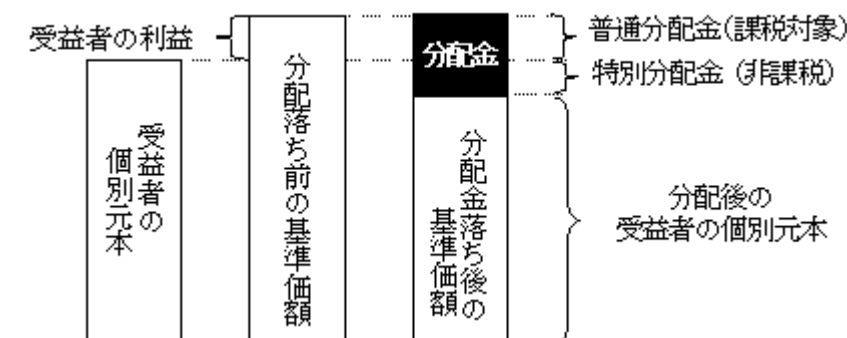 受益者の利益
普通分配金(課税対象)
分配金
特別分配金 (非課税)
受益者の
個別元本
分配落ち前の基準価額
分配金落ち後の
基準価額
分配後の
受益者の個別元本